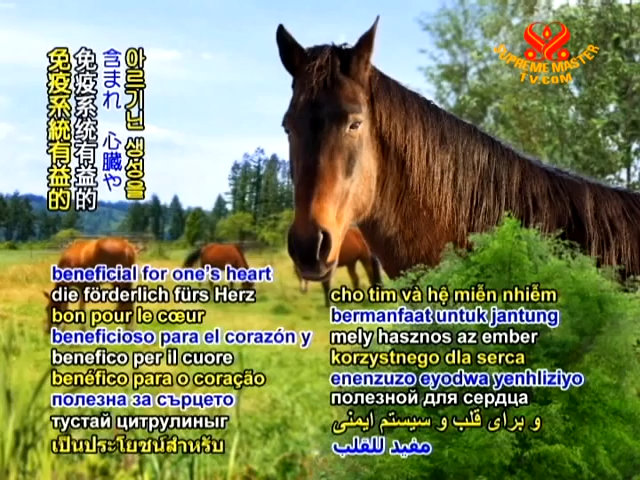 SUPREME MASTER
TV.COM
아르기닌 생성을
含まれ 心臓や
免疫系统有益的
免疫系統有益的
beneficial for one's heart
die förderlich fürs Herz
bon pour le cœur
beneficioso para el corazón y
benefico per il cuore
benéfico para o coração
полезна за сърцето
тустай цитрулиныг
เป็นประโยชน์สำหรับ
cho tim và hệ miễn nhiễm
bermanfaat untuk jantung
mely hasznos az ember
korzystnego dla serca
enenzuzo eyodwa yenhliziyo
полезной для сердца
و برای قلب و سیستم ایمنی
مفيد للقلب